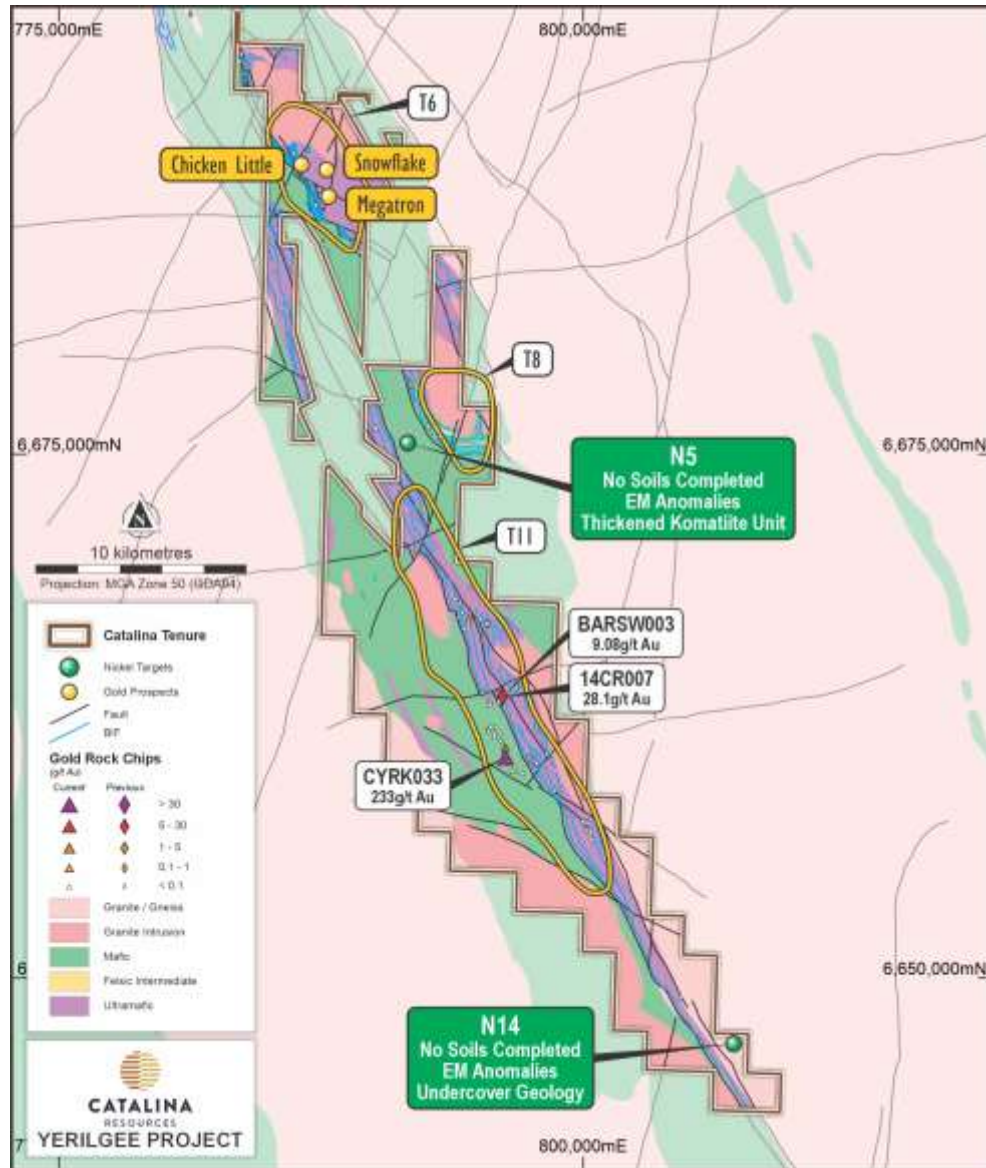 775,000mE
800,000mE
T6
Chicken Little
Snowflake
Megatron
T8
6,675,000mN
6,675,000mN
N5
No Soils Completed
EM Anomalies
Thickened Komatiite Unit
N
10 kilometres
Projection: MGA Zone 50 (GDA94)
T11
BARSW003
9.08g/t Au
14CR007
28.1g/t Au
CYRK033
233g/t Au
Catalina Tenure
Nickel Targets
Gold Prospects
Fault
BIF
Gold Rock Chips
(g/t Au)
Current Previous
> 30
5 - 30
1 - 5
0.1 - 1
< 0.1
Granite / Gneiss
Granite Intrusion
Mafic
Felsic Intermediate
Ultramafic
6
6,650,000mN
N14
No Soils Completed
EM Anomalies
Undercover Geology
CATALINA
RESOURCES
YERILGEE PROJECT
7
800,000mE